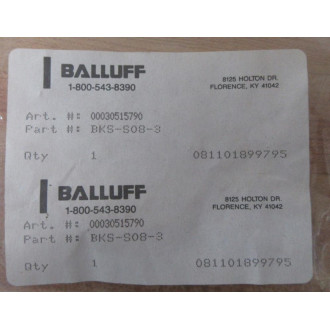 BALLUFF
1-800-543-8390
8125 HOLTON DR.
FLORENCE, KY 41042
Art. #: 00030515790
Part #: BKS-S08-3
Qty 1 081101899795
BALLUFF
1-800-543-8390
8125 HOLTON DR.
FLORENCE, KY 41042
Art. #: 00030515790
Part #: BKS-S08-3
Qty 1 081101899795